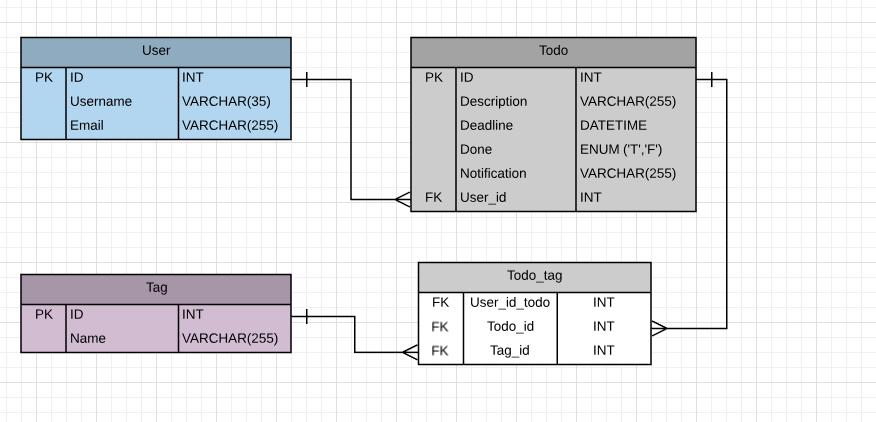 User
PK ID INT
Username VARCHAR(35)
Email VARCHAR(255)
Todo
PK ID INT
Description VARCHAR(255)
Deadline DATETIME
Done ENUM ('T','F')
Notification VARCHAR(255)
FK User_id INT
Tag
PK ID INT
Name VARCHAR(255)
Todo_tag
FK User_id_todo INT
FK Todo_id INT
FK Tag_id INT